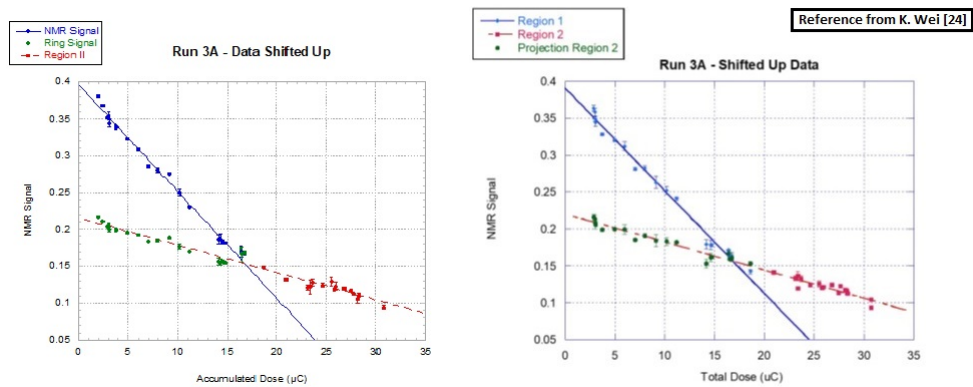 NMR Signal
Ring Signal
Region II
Run 3A - Data Shifted Up
NMR Signal
0.4
0.35
0.3
0.25
0.2
0.15
0.1
0.05
0 5 10 15 20 25 30 35
Accumulated Dose (µC)
Reference from K. Wei [24]
Region 1
Region 2
Projection Region 2
Run 3A - Shifted Up Data
NMR Signal
0.4
0.35
0.3
0.25
0.2
0.15
0.1
0.05
0 5 10 15 20 25 30 35
Total Dose (uC)